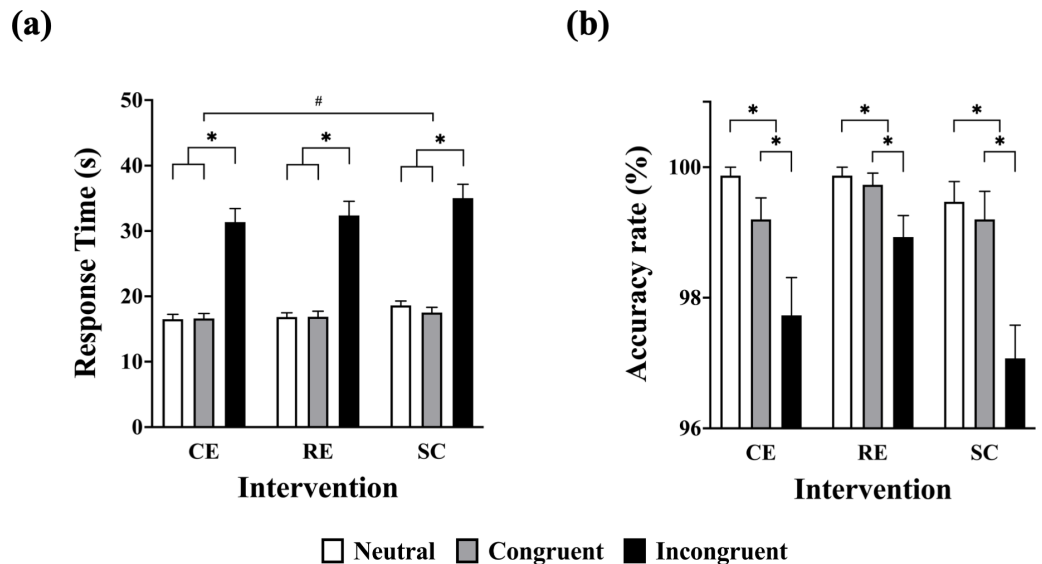 (a)
(b)
Response Time (s)
50
40
30
20
10
0
#
*
*
*
CE
RE
SC
Intervention
Accuracy rate (%)
100
98
96
*
*
*
*
*
*
CE
RE
SC
Intervention
Neutral Congruent Incongruent